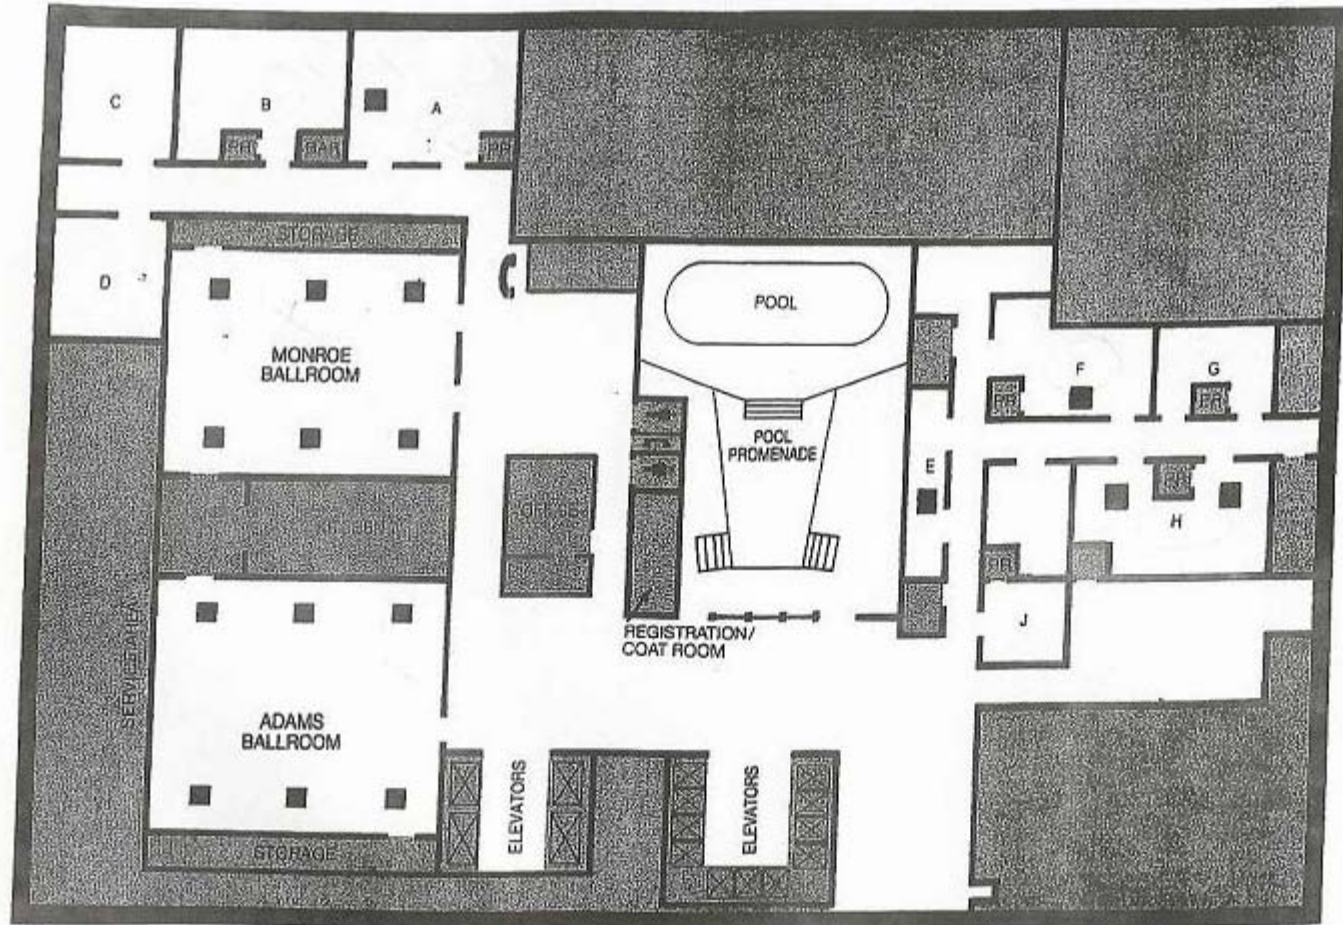 C
B
A
PR
BAR
PR
STORAGE
D
MONROE
BALLROOM
POOL
POOL
PROMENADE
F
G
PR
PR
E
PR
H
OFFICE
PR
J
REGISTRATION/
COAT ROOM
SERVICE AREA
ADAMS
BALLROOM
STORAGE
ELEVATORS
ELEVATORS